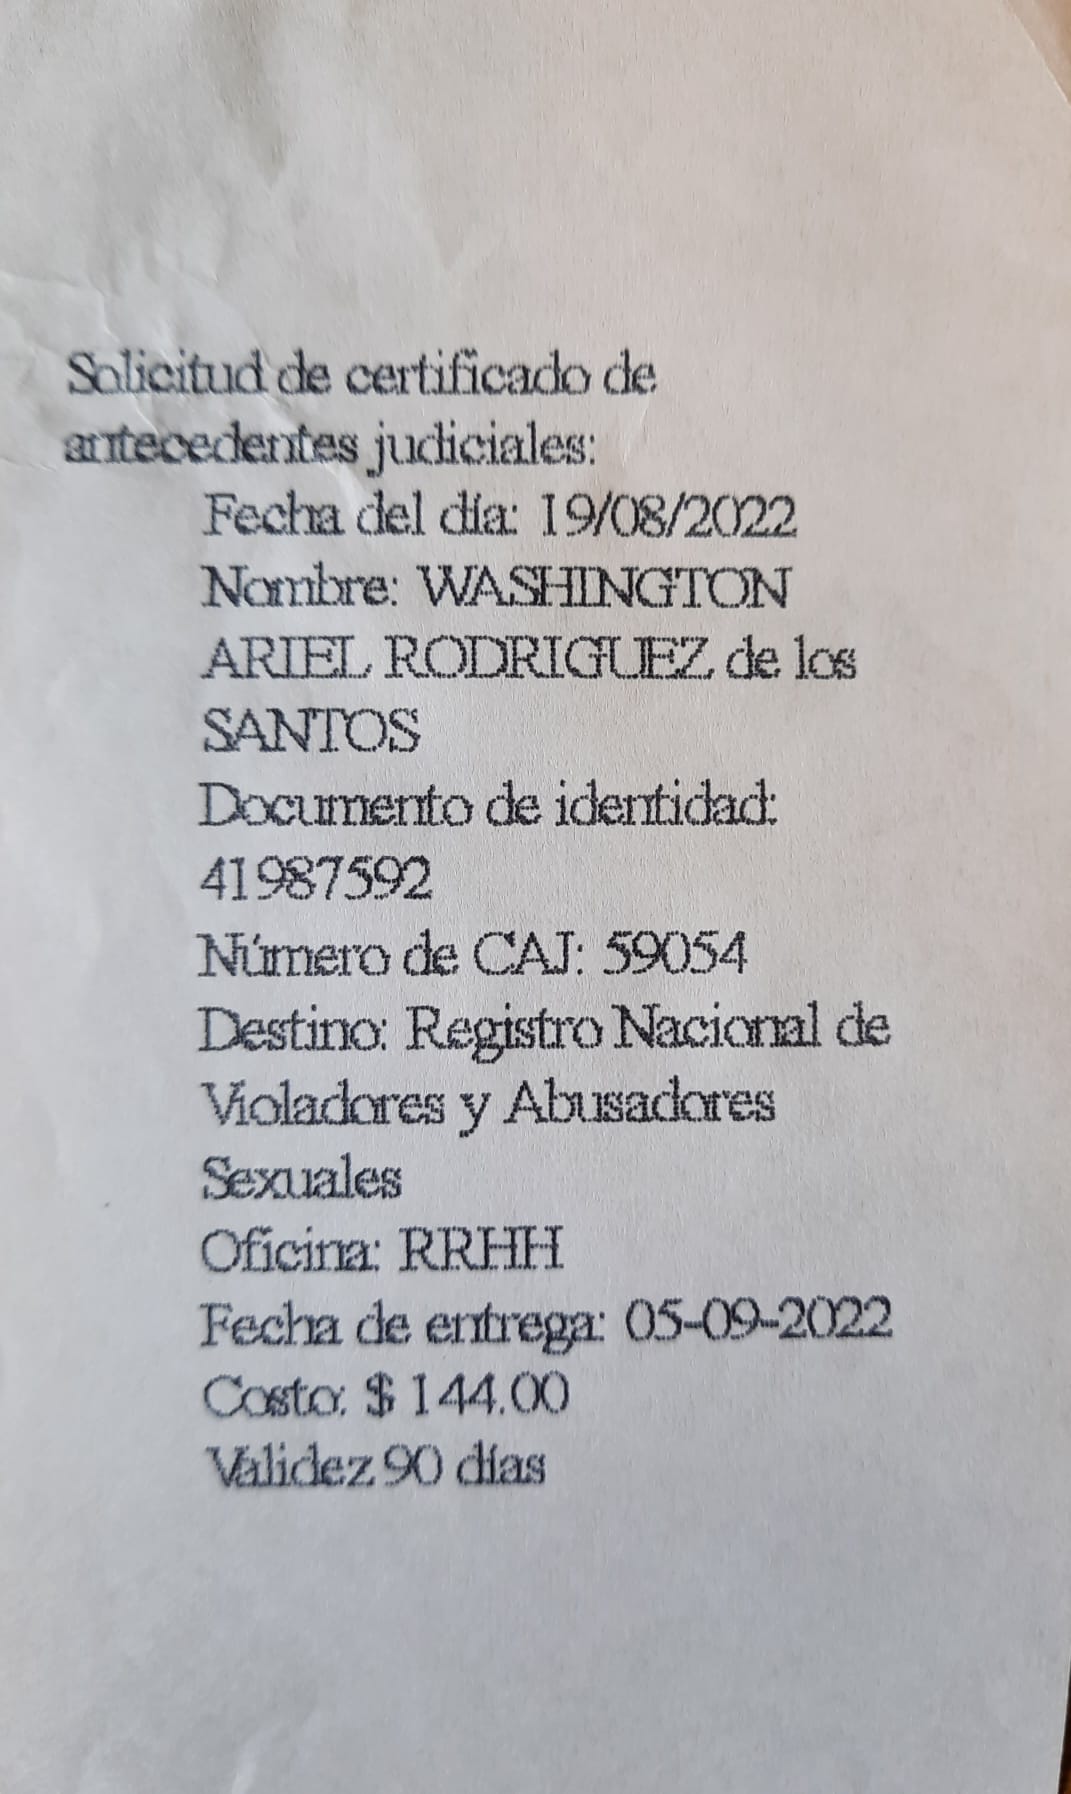 Solicitud de certificado de
antecedentes judiciales:
Fecha del día: 19/08/2022
Nombre: WASHINGTON
ARIEL RODRIGUEZ de los
SANTOS
Documento de identidad:
41987592
Número de CAJ: 59054
Destino: Registro Nacional de
Violadores y Abusadores
Sexuales
Oficina: RRHH
Fecha de entrega: 05-09-2022
Costo: $ 144.00
Validez 90 días